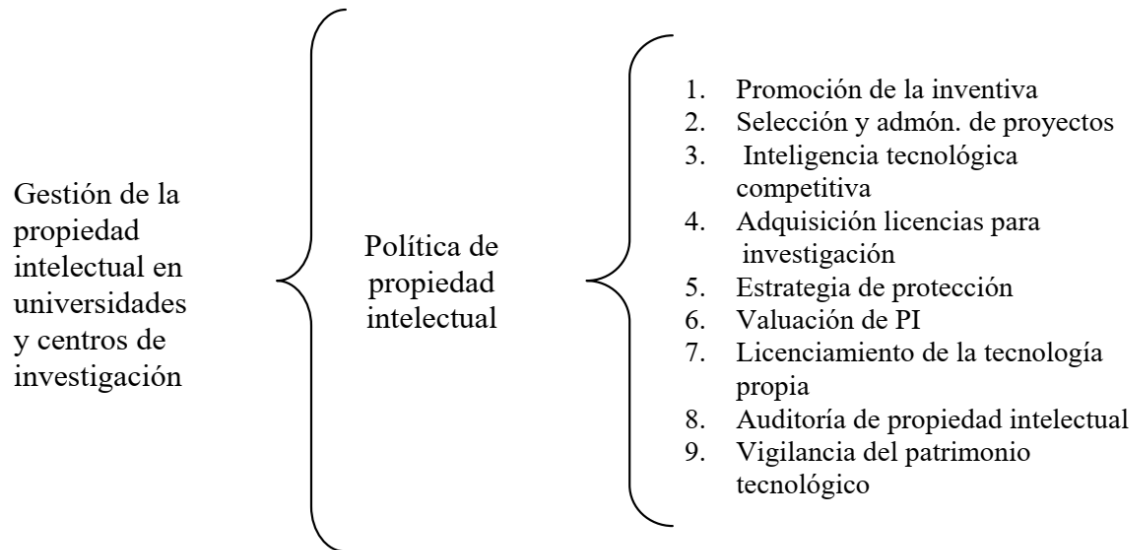 Gestión de la
propiedad
intelectual en
universidades
y centros de
investigación
Política de
propiedad
intelectual
1. Promoción de la inventiva
2. Selección y admón. de proyectos
3. Inteligencia tecnológica
competitiva
4. Adquisición licencias para
investigación
5. Estrategia de protección
6. Valuación de PI
7. Licenciamiento de la tecnología
propia
8. Auditoría de propiedad intelectual
9. Vigilancia del patrimonio
tecnológico